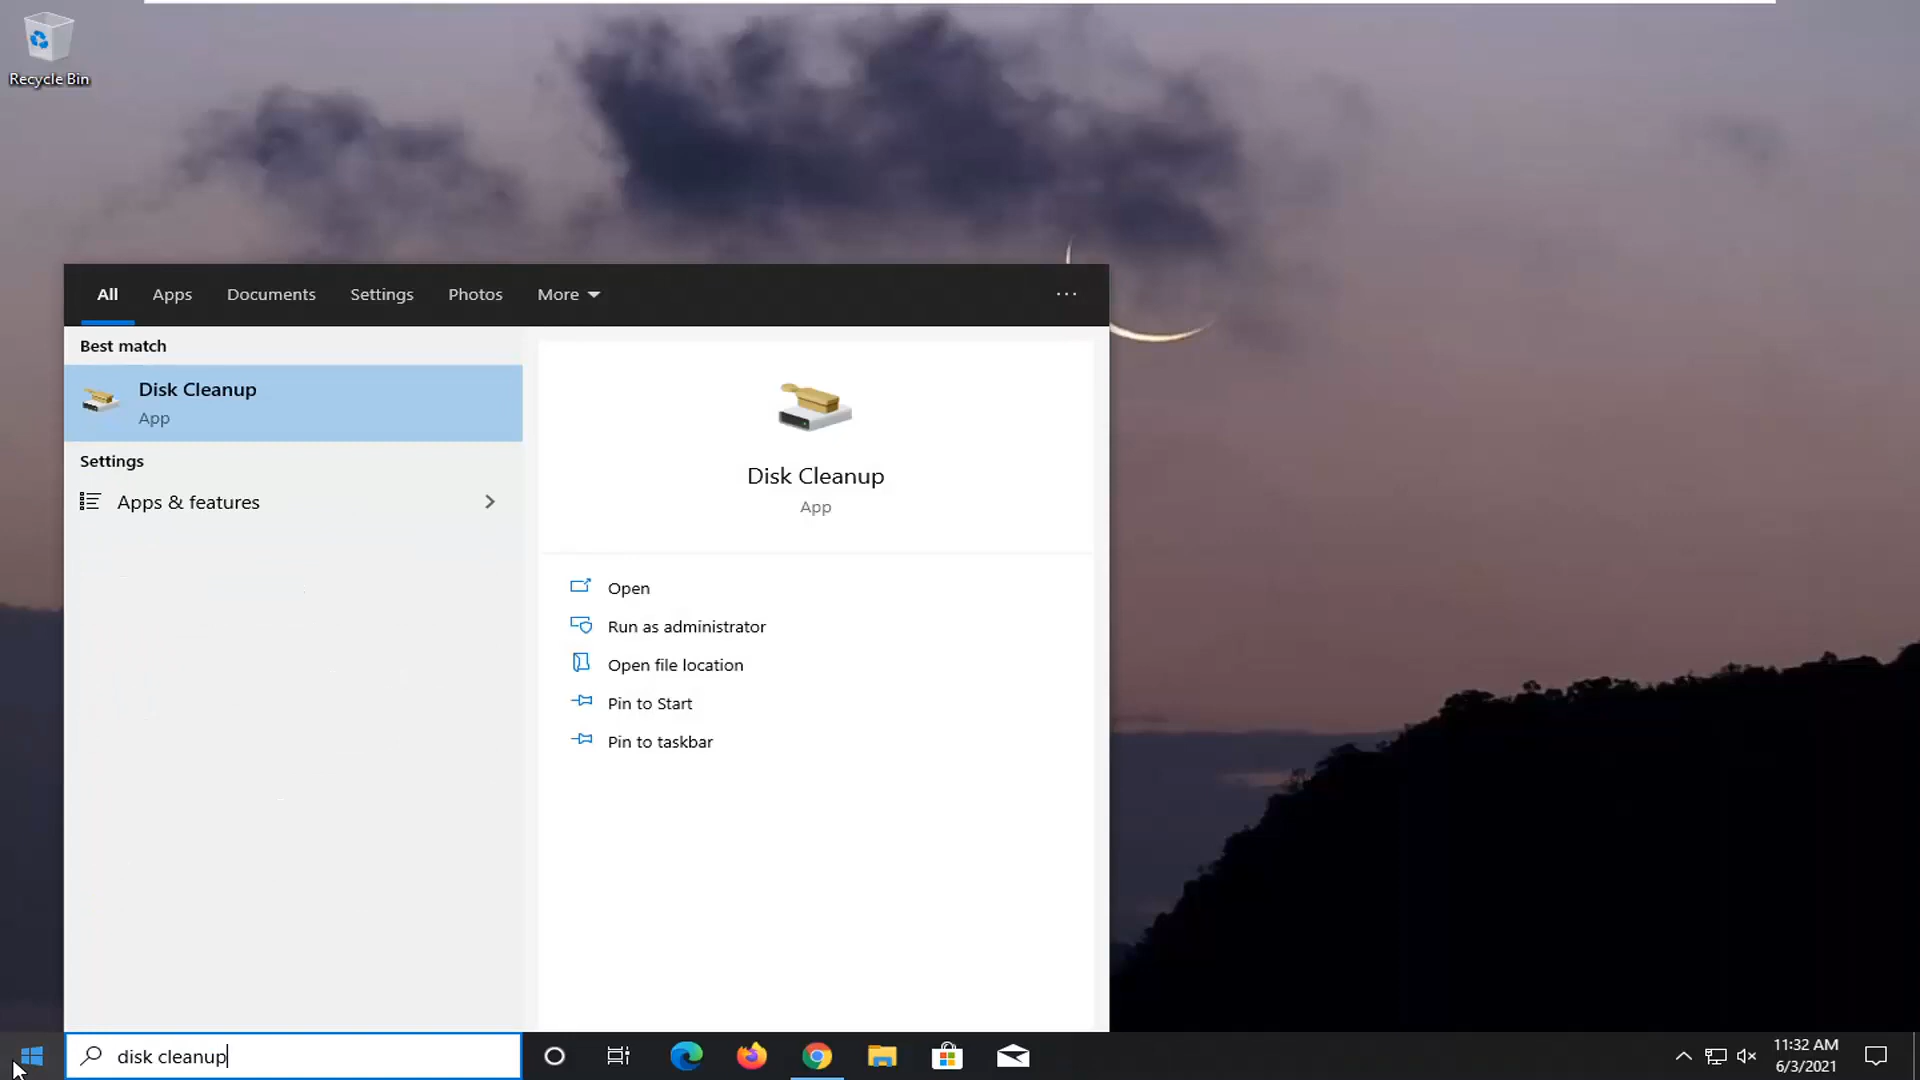 Recycle Bin
All Apps Documents Settings Photos More ...
Best match
Disk Cleanup
App
Settings
Apps & features
Disk Cleanup
App
Open
Run as administrator
Open file location
Pin to Start
Pin to taskbar
disk cleanup
11:32 AM
6/3/2021